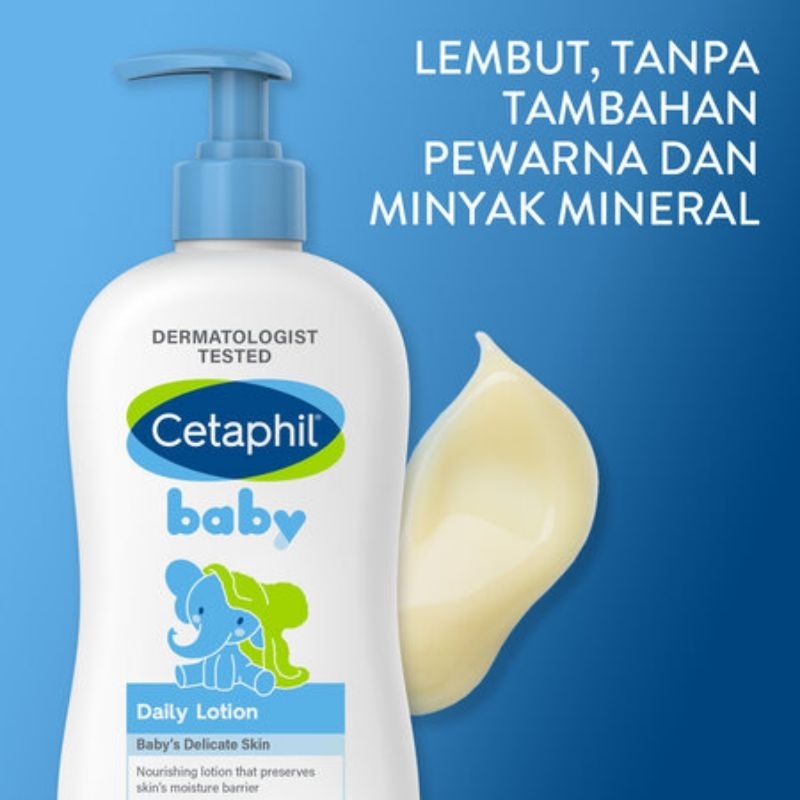 LEMBUT, TANPA
TAMBAHAN
PEWARNA DAN
MINYAK MINERAL
DERMATOLOGIST
TESTED
Cetaphil®
baby
Daily Lotion
Baby's Delicate Skin
Nourishing lotion that preserves
skin's moisture barrier